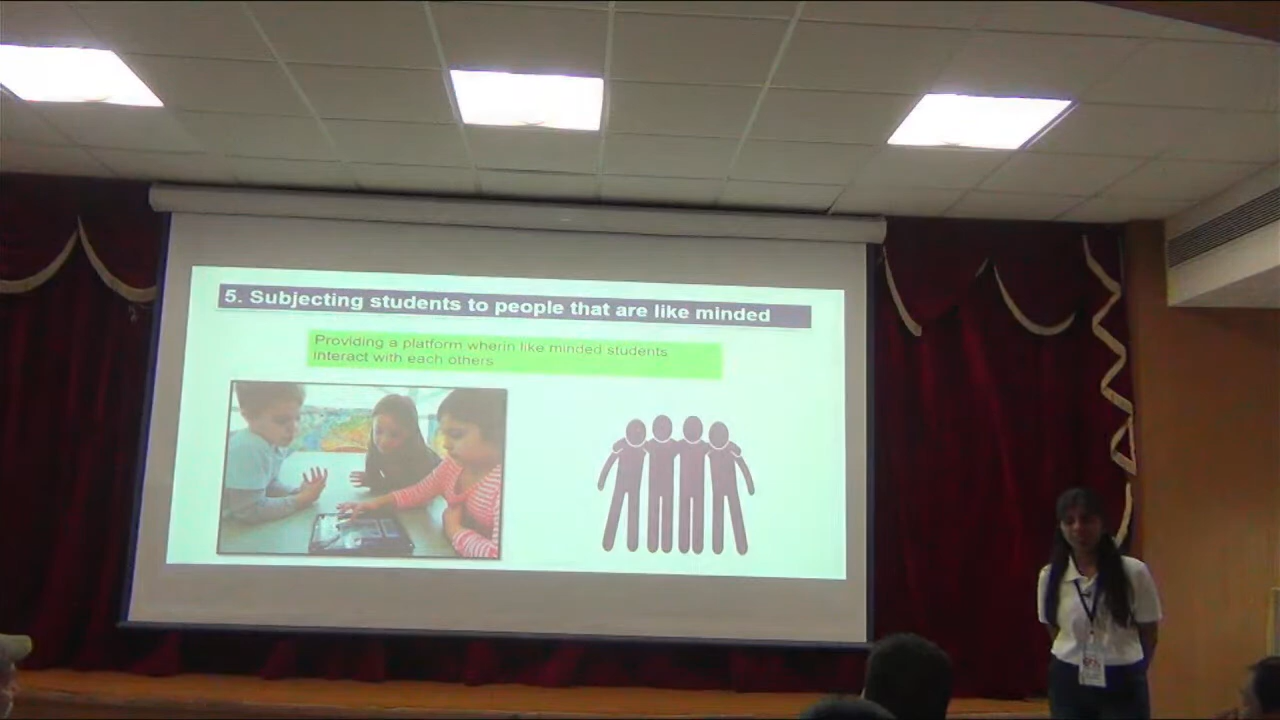 5. Subjecting students to people that are like minded
Providing a platform wherin like minded students
interact with each others